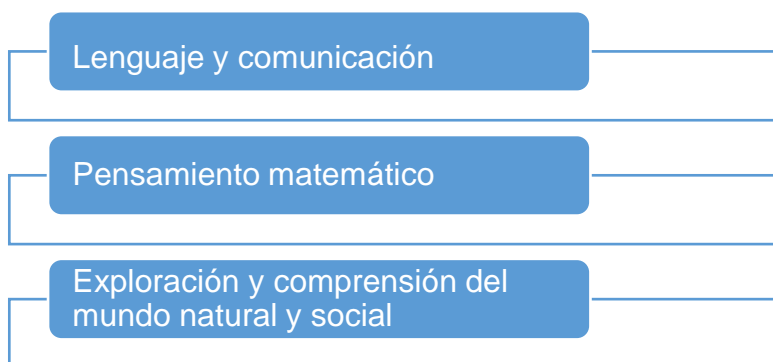 Lenguaje y comunicación
Pensamiento matemático
Exploración y comprensión del
mundo natural y social